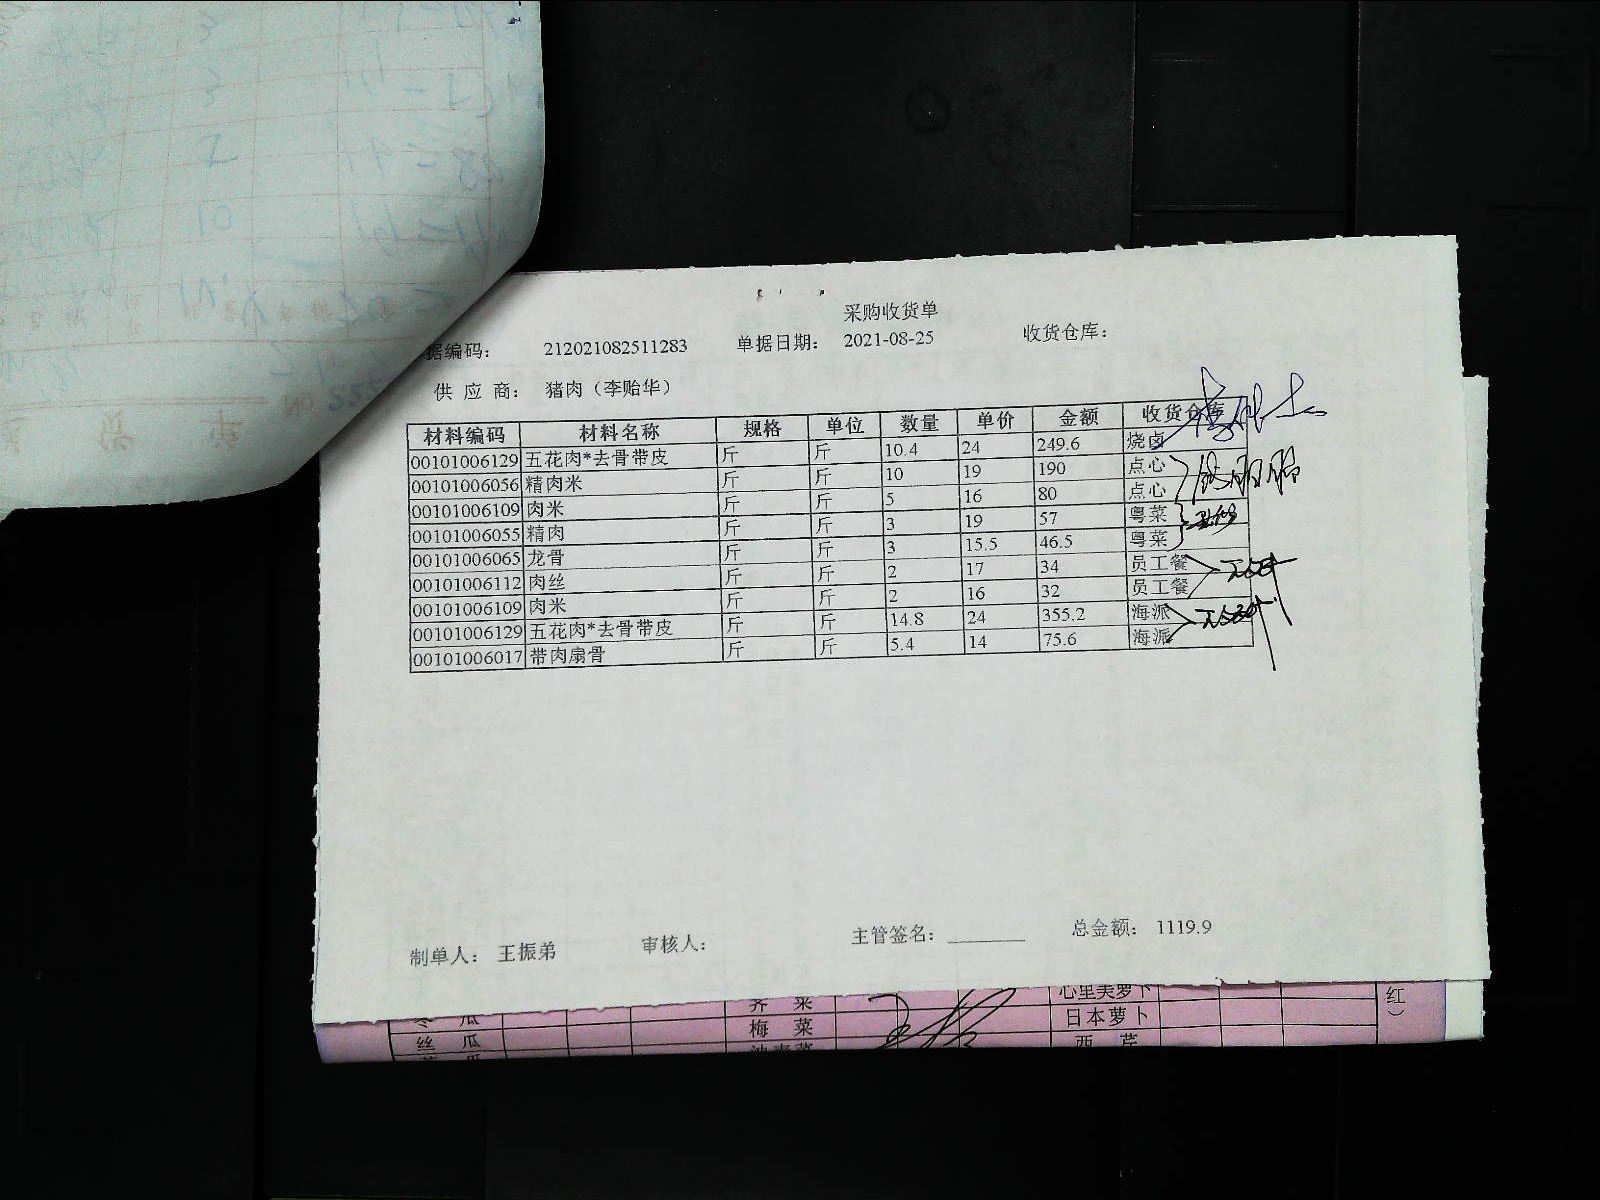 采购收货单
据编码： 212021082511283 单据日期： 2021-08-25 收货仓库：
供 应 商： 猪肉（李贻华）
材料编码 材料名称 规格 单位 数量 单价 金额 收货仓库
00101006129 五花肉*去骨带皮 斤 斤 10.4 24 249.6 烧卤
00101006056 精肉米 斤 斤 10 19 190 点心
00101006109 肉米 斤 斤 5 16 80 点心
00101006055 精肉 斤 斤 3 19 57 粤菜
00101006065 龙骨 斤 斤 3 15.5 46.5 粤菜
00101006112 肉丝 斤 斤 2 17 34 员工餐
00101006109 肉米 斤 斤 2 16 32 员工餐
00101006129 五花肉*去骨带皮 斤 斤 14.8 24 355.2 海派
00101006017 带肉扇骨 斤 斤 5.4 14 75.6 海派
制单人： 王振弟 审核人： 主管签名： 总金额： 1119.9
心里美萝卜
梅 菜 日本萝卜 红）
丝 瓜 西 芹